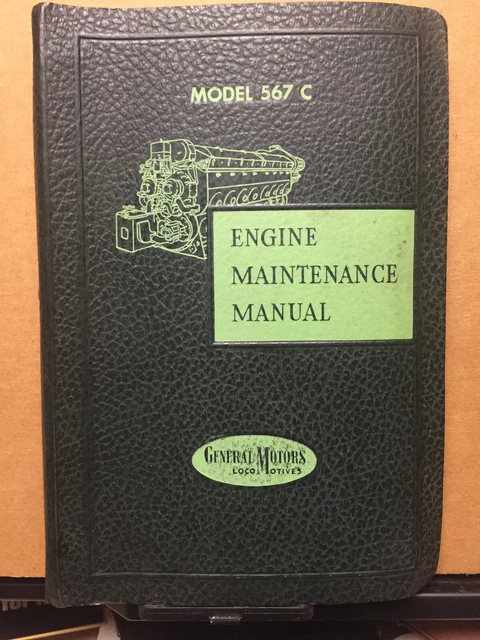 MODEL 567 C
ENGINE
MAINTENANCE
MANUAL
GENERAL MOTORS
LOCOMOTIVES